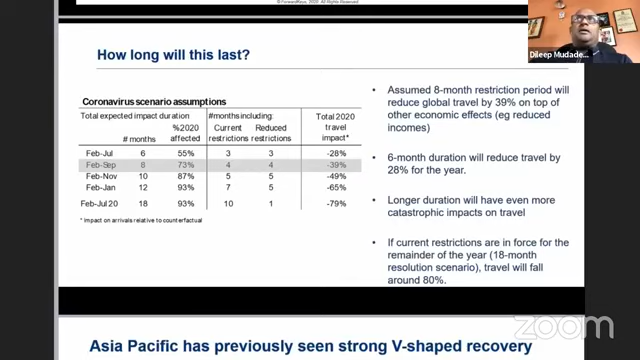 © ForwardKeys, 2020. All Rights Reserved
Dileep Mudade...
How long will this last?
Coronavirus scenario assumptions
Total expected impact duration #months including: Total 2020 travel impact*
# months %2020 affected Current restrictions Reduced restrictions
Feb-Jul 6 55% 3 3 -28%
Feb-Sep 8 73% 4 4 -39%
Feb-Nov 10 87% 5 5 -49%
Feb-Jan 12 93% 7 5 -65%
Feb-Jul 20 18 93% 10 1 -79%
* Impact on arrivals relative to counterfactual
• Assumed 8-month restriction period will
reduce global travel by 39% on top of
other economic effects (eg reduced
incomes)
• 6-month duration will reduce travel by
28% for the year.
• Longer duration will have even more
catastrophic impacts on travel
• If current restrictions are in force for the
remainder of the year (18-month
resolution scenario), travel will fall
around 80%.
zoom
Asia Pacific has previously seen strong V-shaped recovery